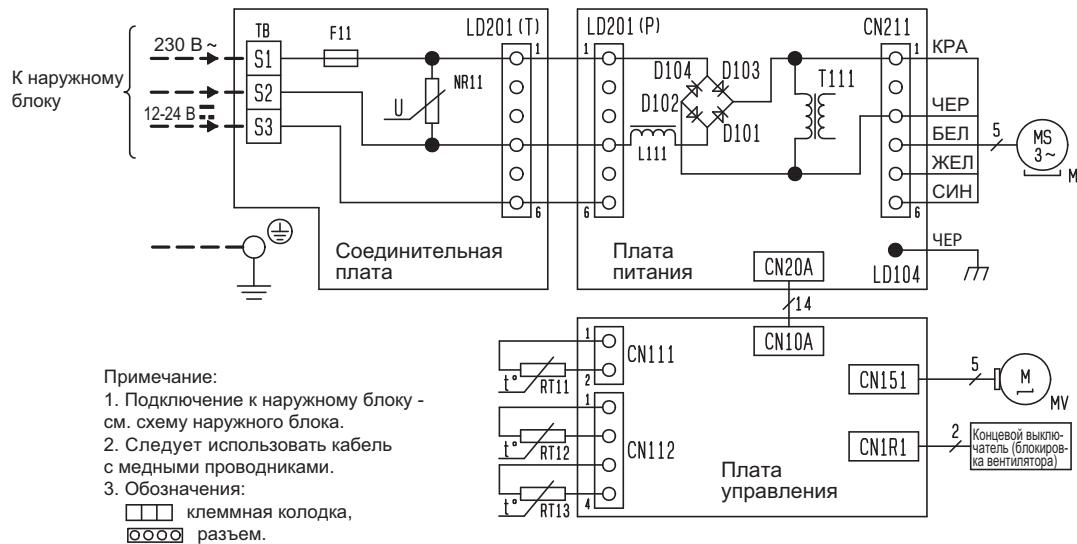 К наружному
блоку
230 В ~
12-24 В
TB
S1
S2
S3
F11
NR11
U
LD201 (T)
1
6
Соединительная
плата
LD201 (P)
1
6
D104
D103
D102
D101
L111
T111
CN211
1
6
КРА
ЧЕР
БЕЛ
ЖЕЛ
СИН
5
MS
3~
M
ЧЕР
LD104
Плата
питания
CN20A
14
CN10A
1
2
CN111
t°
RT11
1
4
CN112
t°
RT12
t°
RT13
CN151
5
M
MV
CN1R1
2
Концевой выклю-
чатель (блокиров-
ка вентилятора)
Плата
управления
Примечание:
1. Подключение к наружному блоку -
см. схему наружного блока.
2. Следует использовать кабель
с медными проводниками.
3. Обозначения:
клеммная колодка,
разъем.